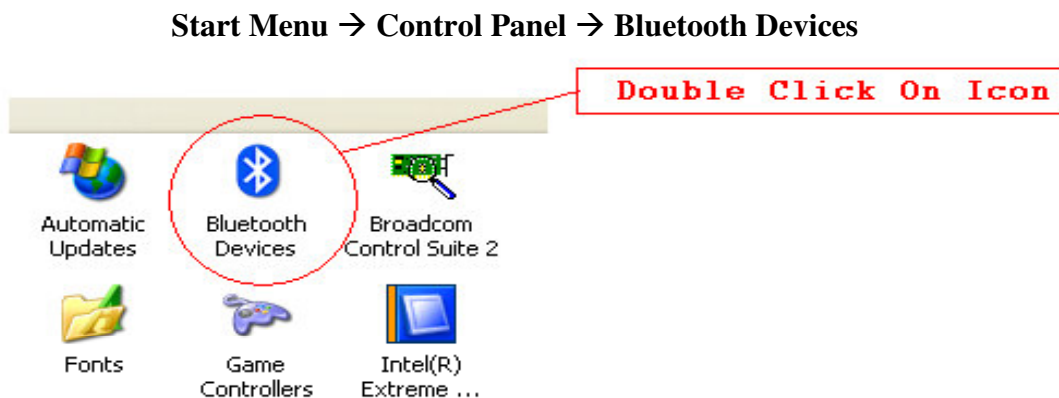 Start Menu → Control Panel → Bluetooth Devices
Double Click On Icon
Automatic
Updates
Bluetooth
Devices
Broadcom
Control Suite 2
Fonts
Game
Controllers
Intel(R)
Extreme ...